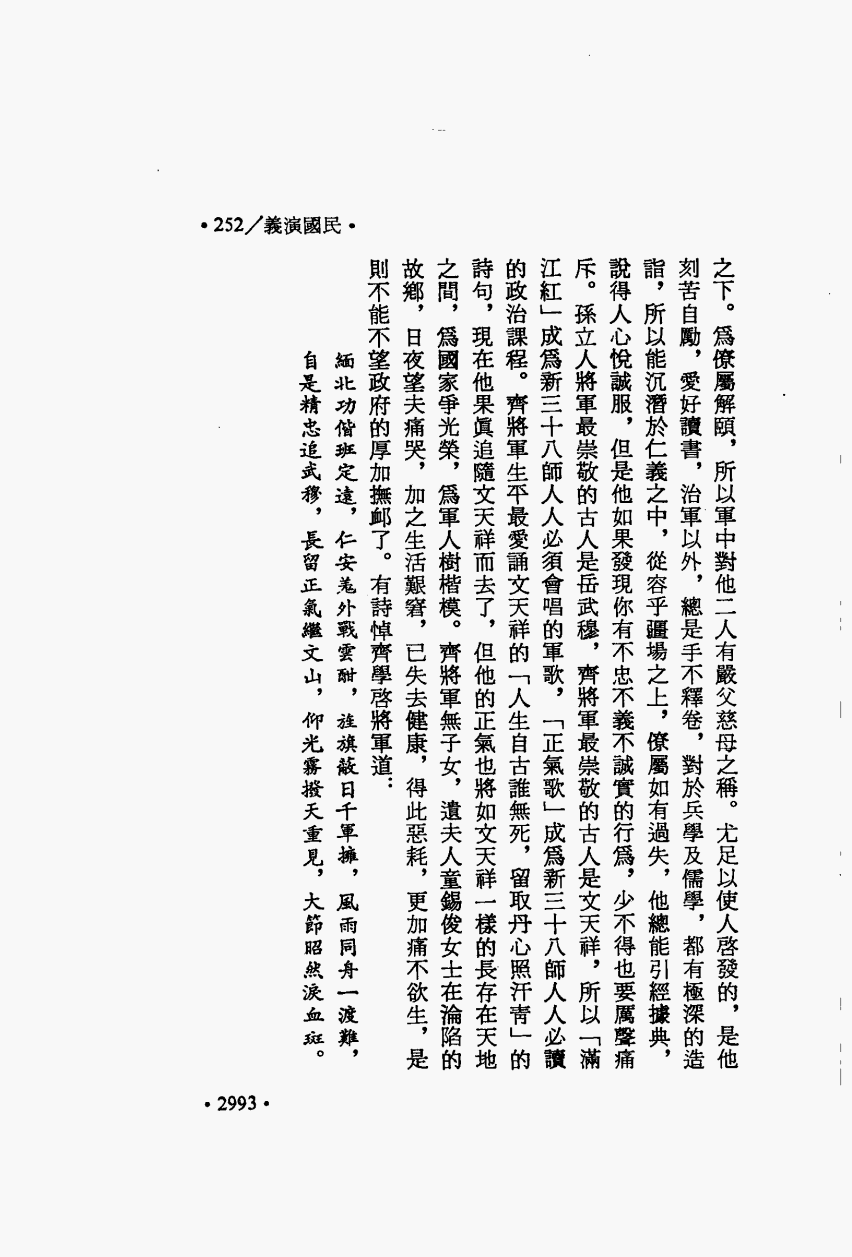 •252／義演國民•
之下。爲僚屬解頤，所以軍中對他二人有嚴父慈母之稱。尤足以使人啓發的，是他
刻苦自勵，愛好讀書，治軍以外，總是手不釋卷，對於兵學及儒學，都有極深的造
詣，所以能沉潛於仁義之中，從容乎疆場之上，僚屬如有過失，他總能引經據典，
說得人心悅誠服，但是他如果發現你有不忠不義不誠實的行爲，少不得也要厲聲痛
斥。孫立人將軍最崇敬的古人是岳武穆，齊將軍最崇敬的古人是文天祥，所以「滿
江紅」成爲新三十八師人人必須會唱的軍歌，「正氣歌」成爲新三十八師人人必讀
的政治課程。齊將軍生平最愛誦文天祥的「人生自古誰無死，留取丹心照汗靑」的
詩句，現在他果眞追隨文天祥而去了，但他的正氣也將如文天祥一樣的長存在天地
之間，爲國家爭光榮，爲軍人樹楷模。齊將軍無子女，遺夫人童錫俊女士在淪陷的
故鄉，日夜望夫痛哭，加之生活艱窘，已失去健康，得此惡耗，更加痛不欲生，是
則不能不望政府的厚加撫卹了。有詩悼齊學啓將軍道：
緬北功偕班定遠，仁安羌外戰雲酣，旌旗蔽日千軍擁，風雨同舟一渡難，
自是精忠追武穆，長留正氣繼文山，仰光霧撥天重見，大節昭然淚血斑。
•2993•